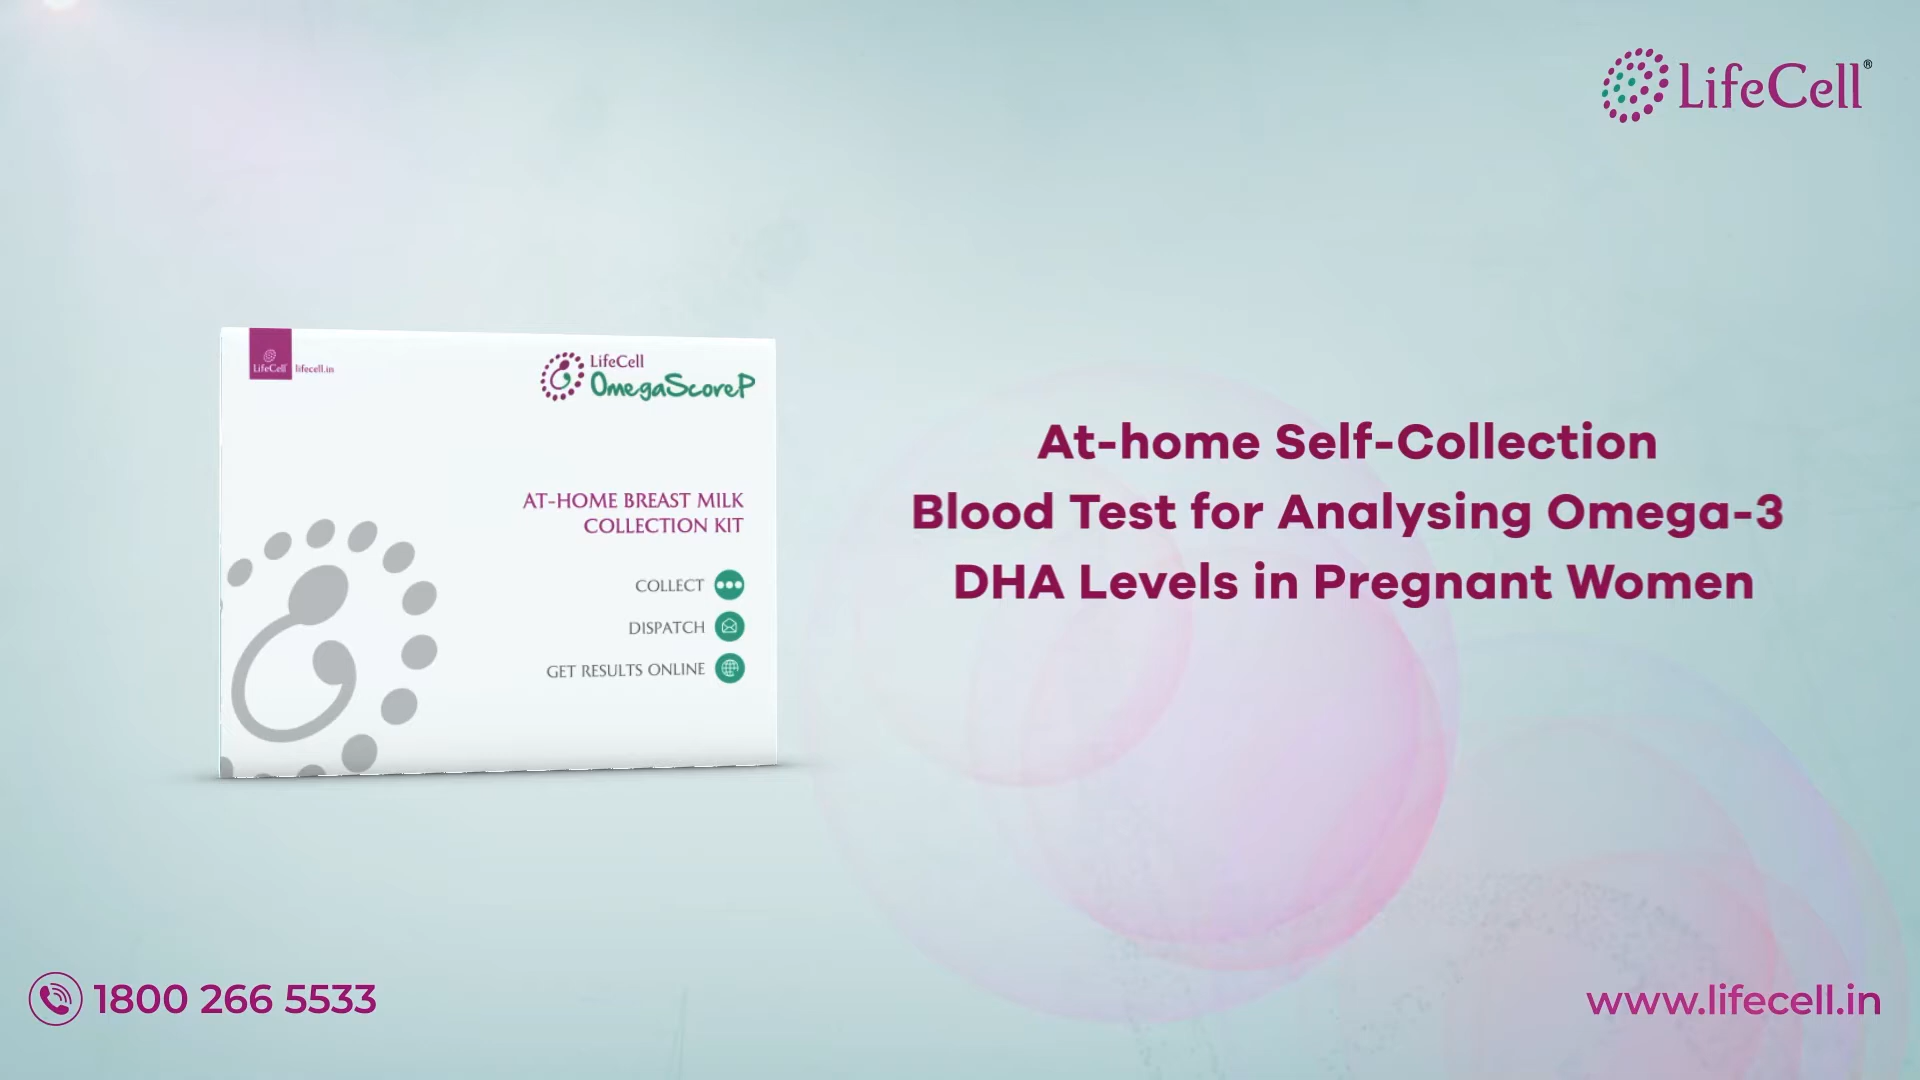 LifeCell®
LifeCell lifecell.in
LifeCell
OmegaScoreP
AT-HOME BREAST MILK
COLLECTION KIT
COLLECT
DISPATCH
GET RESULTS ONLINE
At-home Self-Collection
Blood Test for Analysing Omega-3
DHA Levels in Pregnant Women
1800 266 5533
www.lifecell.in